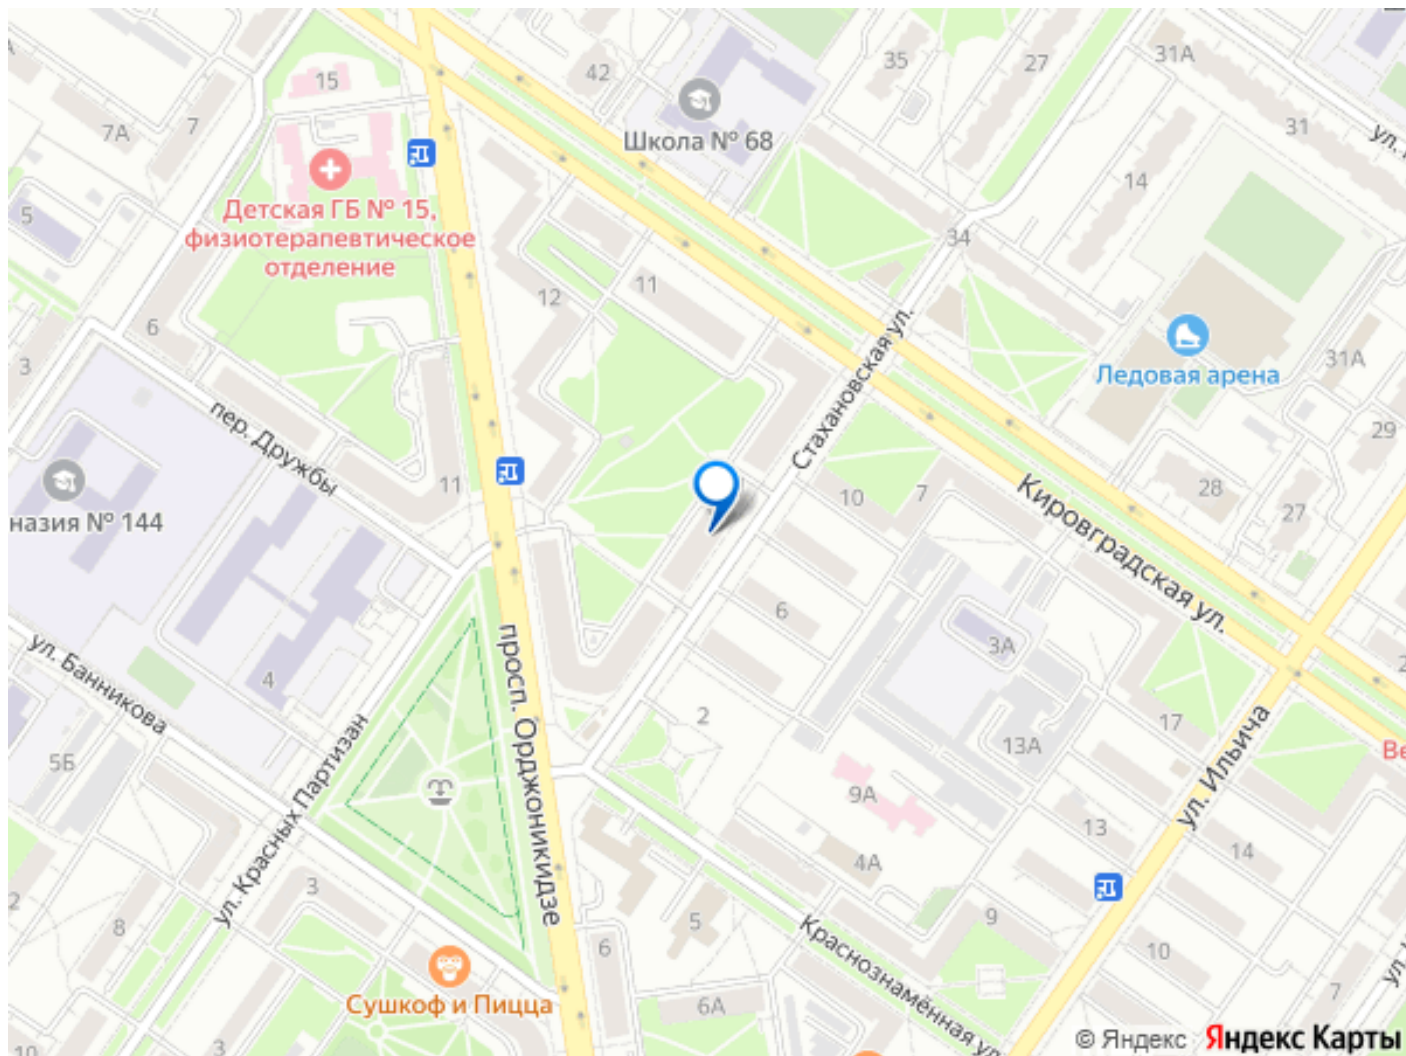 42
35
27
31А
15
Школа № 68
7
7А
31
ул.
14
Детская ГБ № 15,
физиотерапевтическое
отделение
5
34
12
11
6
3
Стахановская ул.
Ледовая арена
31А
29
пер. Дружбы
11
назия № 144
10
7
28
27
Кировградская ул.
6
3А
ул. Банникова
4
просп. Орджоникидзе
2
17
13А
Ве
5Б
ул. Красных Партизан
9А
ул. Ильича
13
14
4А
3
8
5
9
10
Краснознамённая ул
6
Сушкоф и Пицца
6А
7
3
© Яндекс Яндекс Карты